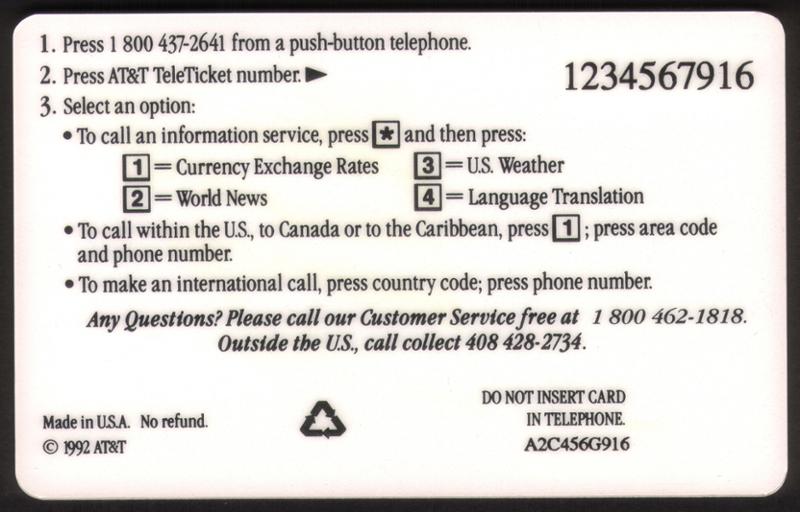 1. Press 1 800 437-2641 from a push-button telephone.
2. Press AT&T TeleTicket number. ►
1234567916
3. Select an option:
• To call an information service, press * and then press:
1 = Currency Exchange Rates 3 = U.S. Weather
2 = World News 4 = Language Translation
• To call within the U.S., to Canada or to the Caribbean, press 1 ; press area code
and phone number.
• To make an international call, press country code; press phone number.
Any Questions? Please call our Customer Service free at 1 800 462-1818.
Outside the U.S., call collect 408 428-2734.
DO NOT INSERT CARD
Made in U.S.A. No refund.
IN TELEPHONE.
© 1992 AT&T
A2C456G916